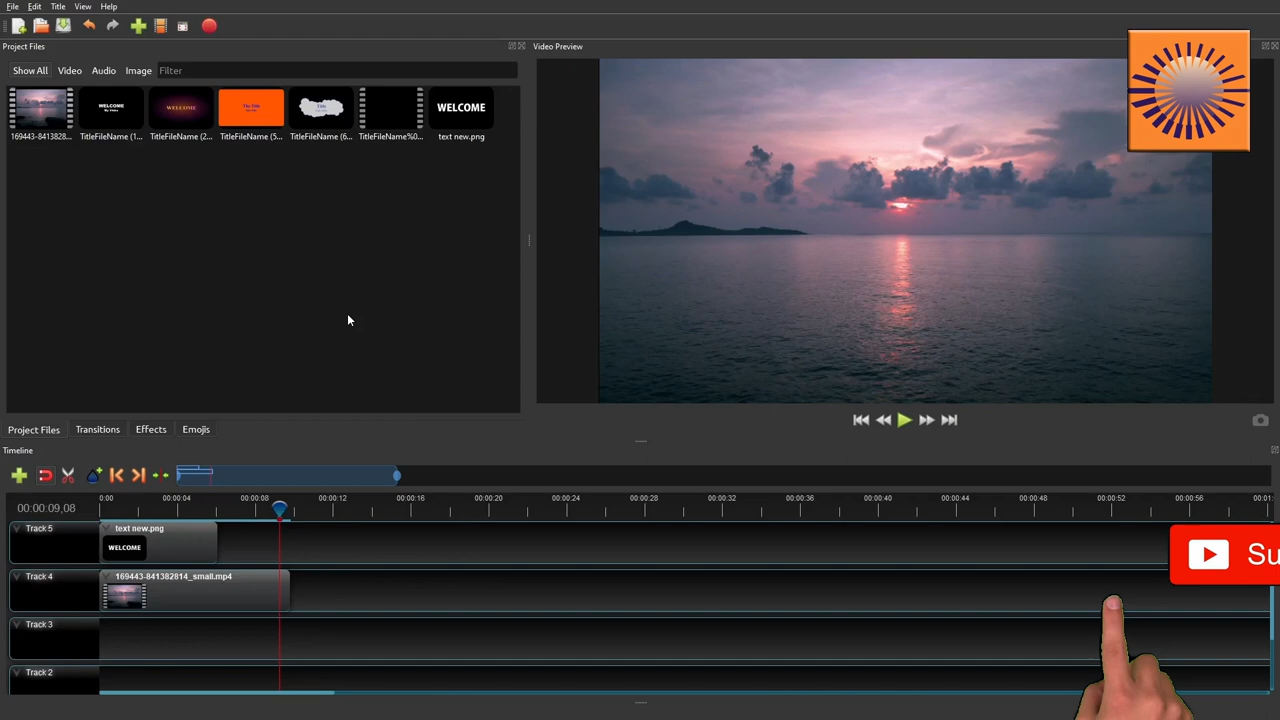 File Edit Title View Help
Project Files
Video Preview
Show All Video Audio Image Filter
WELCOME
My Video
WELCOME
The Title
Title
WELCOME
169443-8413828... TitleFileName (1... TitleFileName (2... TitleFileName (5... TitleFileName (6... TitleFileName%0... text new.png
Project Files Transitions Effects Emojis
Timeline
00:00:09,08
0:00 00:00:04 00:00:08 00:00:12 00:00:16 00:00:20 00:00:24 00:00:28 00:00:32 00:00:36 00:00:40 00:00:44 00:00:48 00:00:52 00:00:56 00:01:
Track 5 text new.png
WELCOME
Su
Track 4 169443-841382814_small.mp4
Track 3
Track 2